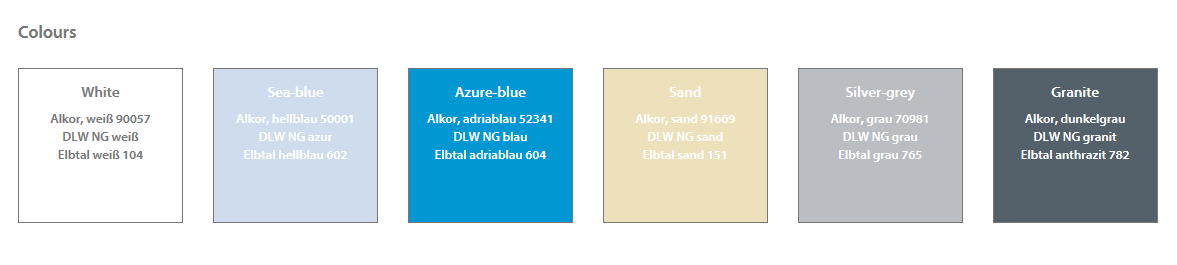 Colours
White
Alkor, weiß 90057
DLW NG weiß
Elbtal weiß 104
Sea-blue
Alkor, hellblau 50001
DLW NG azur
Elbtal hellblau 602
Azure-blue
Alkor, adriablau 52341
DLW NG blau
Elbtal adriablau 604
Sand
Alkor, sand 91669
DLW NG sand
Elbtal sand 151
Silver-grey
Alkor, grau 70981
DLW NG grau
Elbtal grau 765
Granite
Alkor, dunkelgrau
DLW NG granit
Elbtal anthrazit 782